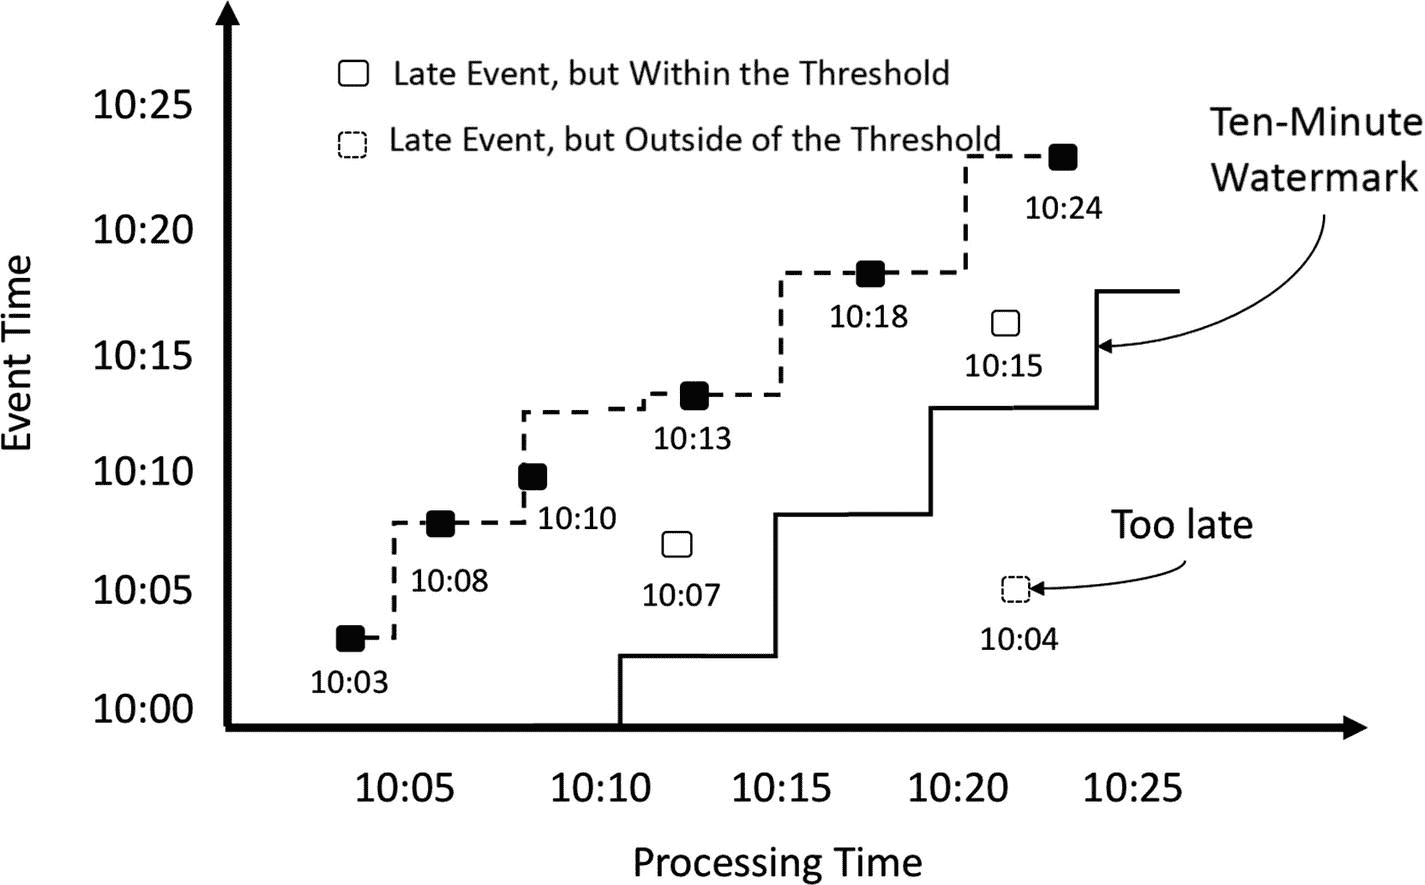 Late Event, but Within the Threshold
Late Event, but Outside of the Threshold
Ten-Minute
Watermark
Event Time
10:25
10:20
10:15
10:10
10:05
10:00
10:24
10:18
10:15
10:13
10:10
10:08
10:07
10:03
Too late
10:04
10:05
10:10
10:15
10:20
10:25
Processing Time